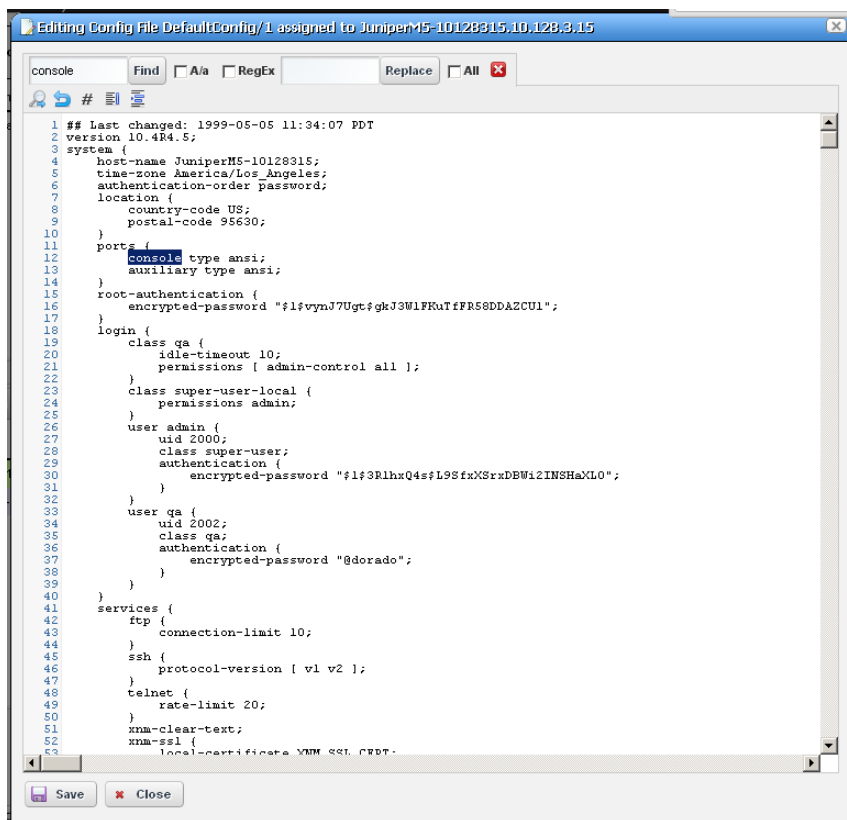 Editing Config File DefaultConfig/1 assigned to JuniperM5-10128315.10.128.3.15
console Find A/a RegEx Replace All
#
1 ## Last changed: 1999-05-05 11:34:07 PDT
2 version 10.4R4.5;
3 system {
4 host-name JuniperM5-10128315;
5 time-zone America/Los_Angeles;
6 authentication-order password;
7 location {
8 country-code US;
9 postal-code 95630;
10 }
11 ports {
12 console type ansi;
13 auxiliary type ansi;
14 }
15 root-authentication {
16 encrypted-password "$1$vynJ7Ugt$gkJ3W1FKuTfFR58DDAZCU1";
17 }
18 login {
19 class qa {
20 idle-timeout 10;
21 permissions [ admin-control all ];
22 }
23 class super-user-local {
24 permissions admin;
25 }
26 user admin {
27 uid 2000;
28 class super-user;
29 authentication {
30 encrypted-password "$1$3RlhxQ4s$L9SfxXSrxDBWi2INSHaXL0";
31 }
32 }
33 user qa {
34 uid 2002;
35 class qa;
36 authentication {
37 encrypted-password "@dorado";
38 }
39 }
40 }
41 services {
42 ftp {
43 connection-limit 10;
44 }
45 ssh {
46 protocol-version [ v1 v2 ];
47 }
48 telnet {
49 rate-limit 20;
50 }
51 xnm-clear-text;
52 xnm-ssl {
53 local-certificate XNM_SSL_CERT;
Save Close